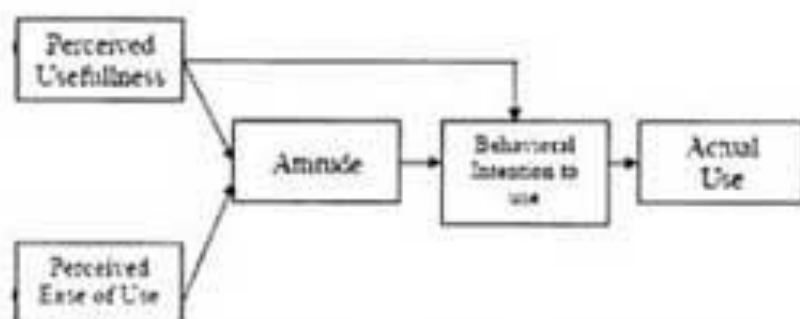 Perceived
Usefullness
Attitude
Behavioral
Intention to
use
Actual
Use
Perceived
Ease of Use